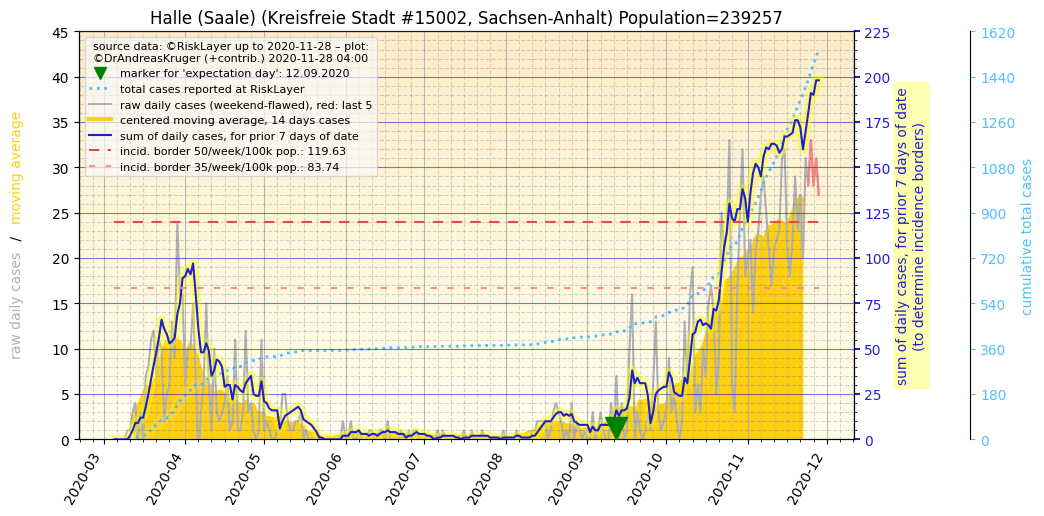 Halle (Saale) (Kreisfreie Stadt #15002, Sachsen-Anhalt) Population=239257
source data: ©RiskLayer up to 2020-11-28 – plot:
©DrAndreasKruger (+contrib.) 2020-11-28 04:00
marker for 'expectation day': 12.09.2020
total cases reported at RiskLayer
raw daily cases (weekend-flawed), red: last 5
centered moving average, 14 days cases
sum of daily cases, for prior 7 days of date
incid. border 50/week/100k pop.: 119.63
incid. border 35/week/100k pop.: 83.74
raw daily cases / moving average
45
40
35
30
25
20
15
10
5
0
225
200
175
150
125
100
75
50
25
0
sum of daily cases, for prior 7 days of date
(to determine incidence borders)
1620
1440
1260
1080
900
720
540
360
180
0
cumulative total cases
2020-03
2020-04
2020-05
2020-06
2020-07
2020-08
2020-09
2020-10
2020-11
2020-12